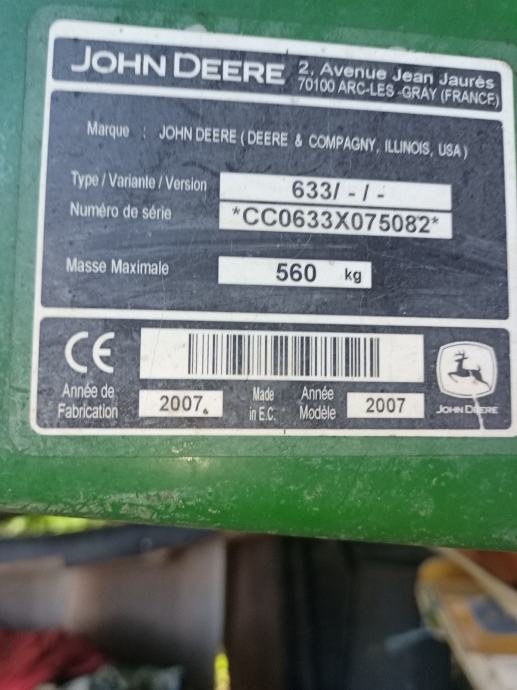 JOHN DEERE 2, Avenue Jean Jaurès
70100 ARC-LES-GRAY (FRANCE)
Marque : JOHN DEERE ( DEERE & COMPAGNY, ILLINOIS, USA )
Type / Variante / Version 633/ - / -
Numéro de série *CC0633X075082*
Masse Maximale 560 kg
CE
Année de Fabrication 2007 Made in E.C. Année Modèle 2007
JOHN DEERE